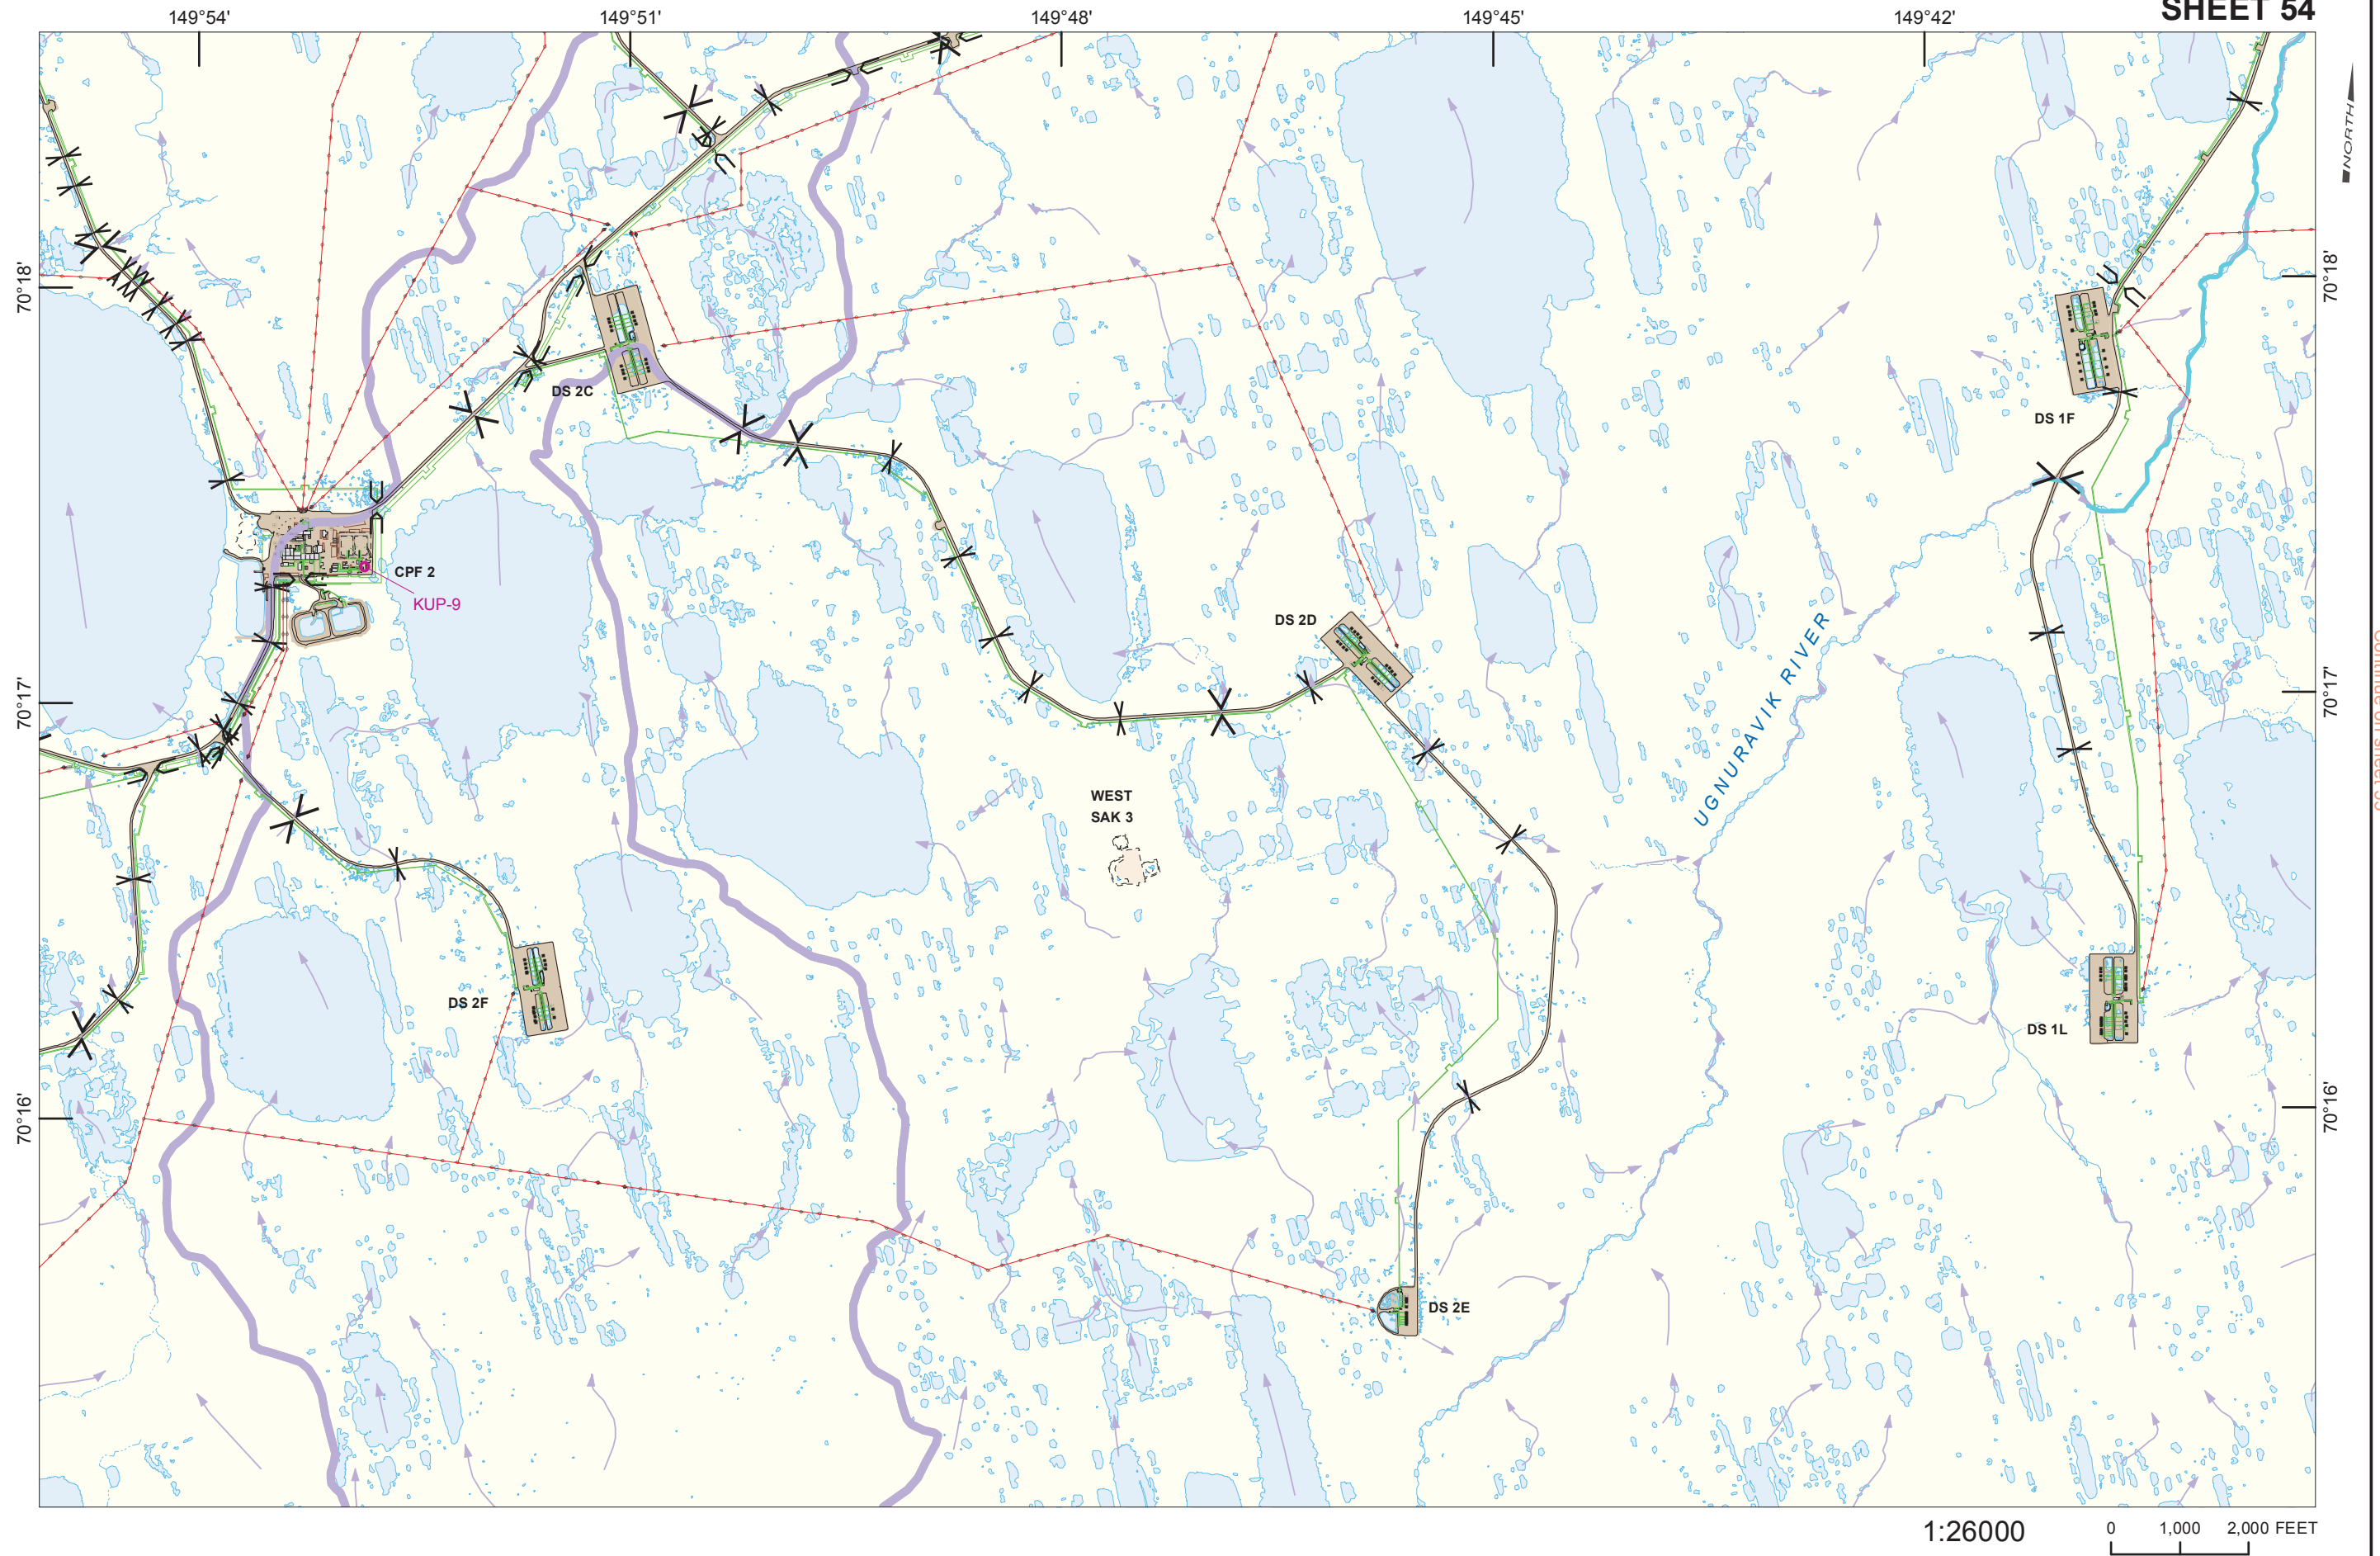 SHEET 54
149°54'
149°51'
149°48'
149°45'
149°42'
NORTH
70°18'
70°18'
DS 2C
DS 1F
CPF 2
KUP-9
DS 2D
UGNURAVIK RIVER
70°17'
70°17'
WEST
SAK 3
DS 2F
DS 1L
70°16'
70°16'
DS 2E
1:26000
0 1,000 2,000 FEET